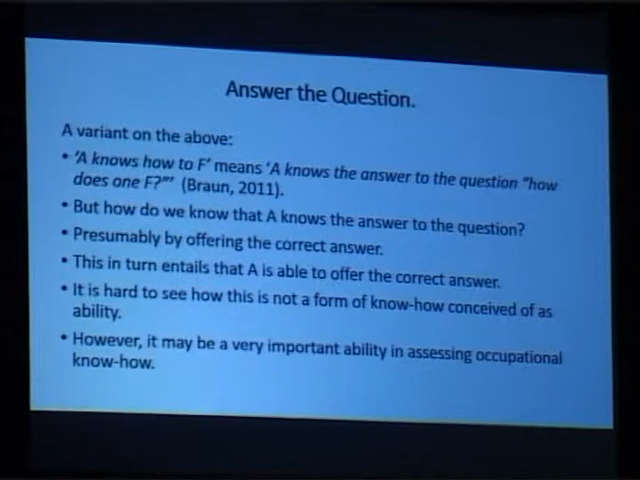 Answer the Question.
A variant on the above:
• 'A knows how to F' means 'A knows the answer to the question "how
does one F?"' (Braun, 2011).
• But how do we know that A knows the answer to the question?
• Presumably by offering the correct answer.
• This in turn entails that A is able to offer the correct answer.
• It is hard to see how this is not a form of know-how conceived of as
ability.
• However, it may be a very important ability in assessing occupational
know-how.